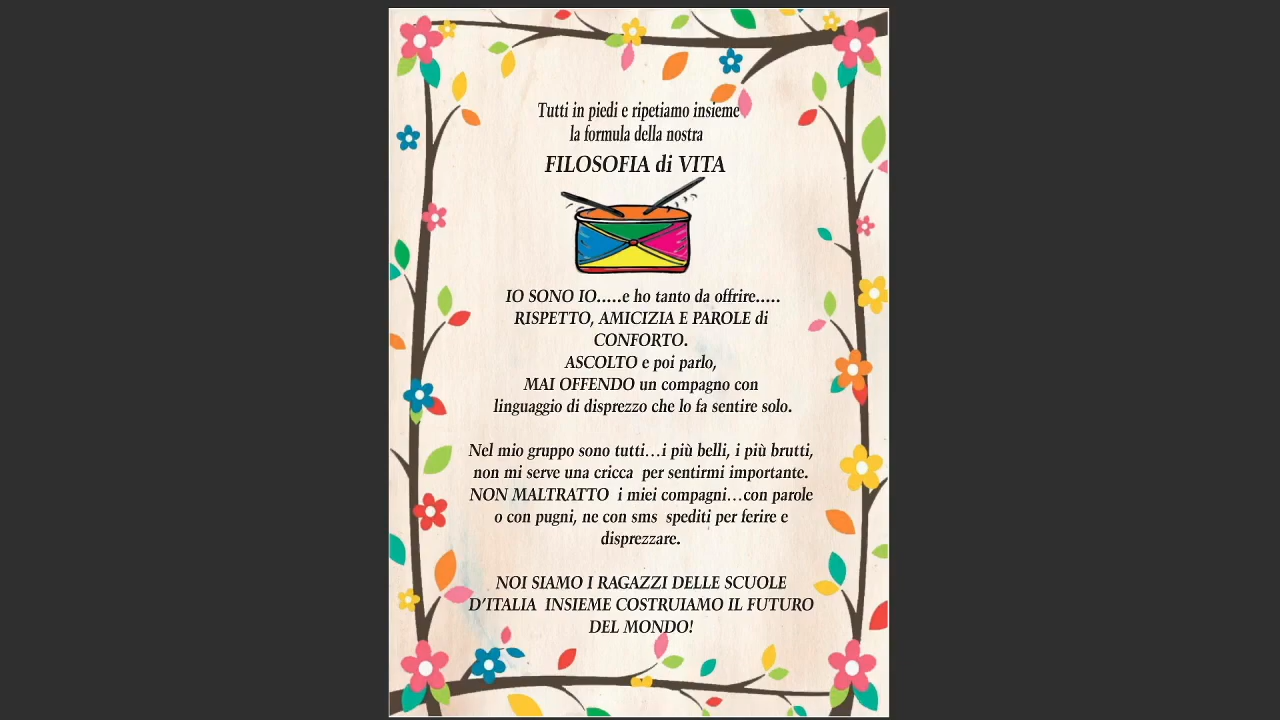 Tutti in piedi e ripetiamo insieme
la formula della nostra
FILOSOFIA di VITA
IO SONO IO.....e ho tanto da offrire.....
RISPETTO, AMICIZIA E PAROLE di
CONFORTO.
ASCOLTO e poi parlo,
MAI OFFENDO un compagno con
linguaggio di disprezzo che lo fa sentire solo.
Nel mio gruppo sono tutti…i più belli, i più brutti,
non mi serve una cricca per sentirmi importante.
NON MALTRATTO i miei compagni…con parole
o con pugni, ne con sms spediti per ferire e
disprezzare.
NOI SIAMO I RAGAZZI DELLE SCUOLE
D’ITALIA INSIEME COSTRUIAMO IL FUTURO
DEL MONDO!